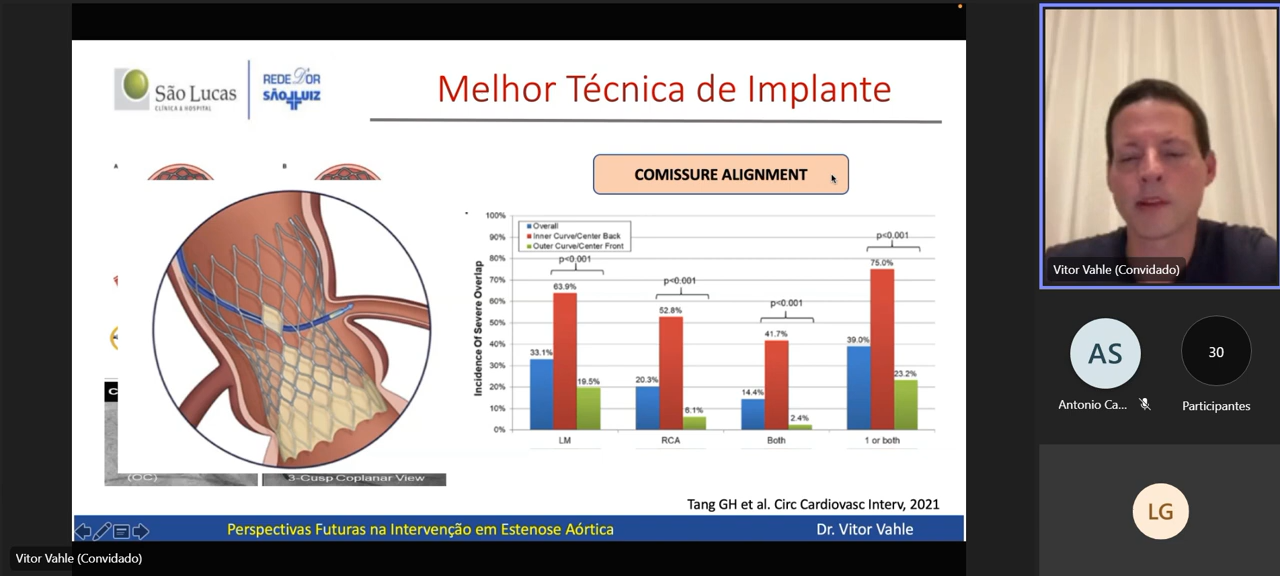 São Lucas
CLÍNICA & HOSPITAL
REDE D'OR
SÃO LUIZ
Melhor Técnica de Implante
COMISSURE ALIGNMENT
A
B
C
(OC)
3-Cusp Coplanar View
Incidence Of Severe Overlap
100%
90%
80%
70%
60%
50%
40%
30%
20%
10%
0%
Overall
Inner Curve/Center Back
Outer Curve/Center Front
p<0.001
63.9%
33.1%
19.5%
p<0.001
52.8%
20.3%
6.1%
p<0.001
41.7%
14.4%
2.4%
p<0.001
75.0%
39.0%
23.2%
LM
RCA
Both
1 or both
Tang GH et al. Circ Cardiovasc Interv, 2021
Perspectivas Futuras na Intervenção em Estenose Aórtica
Dr. Vitor Vahle
Vitor Vahle (Convidado)
Vitor Vahle (Convidado)
AS
Antonio Ca...
30
Participantes
LG